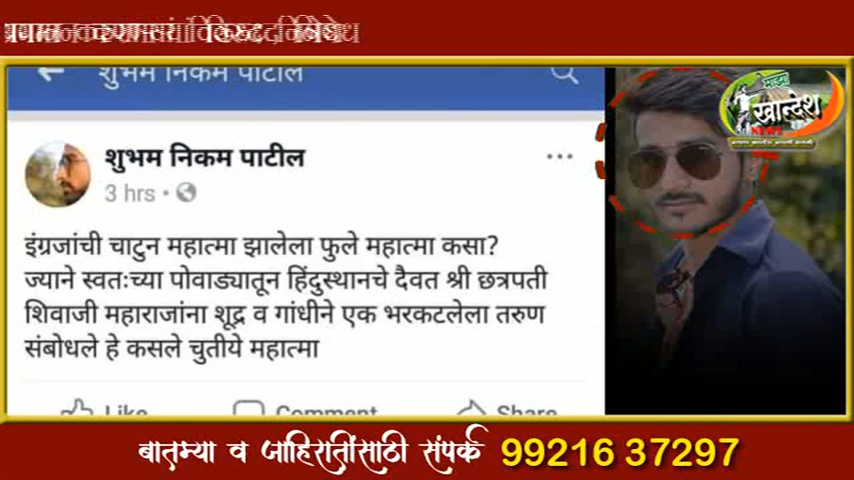 शुभम निकम पाटील
माझा
खान्देश
NEWS
शुभम निकम पाटील
3 hrs
इंग्रजांची चाटुन महात्मा झालेला फुले महात्मा कसा?
ज्याने स्वतःच्या पोवाड्यातून हिंदुस्थानचे दैवत श्री छत्रपती
शिवाजी महाराजांना शूद्र व गांधीने एक भरकटलेला तरुण
संबोधले हे कसले चुतीये महात्मा
Like Comment Share
बातम्या व जाहिरातींसाठी संपर्क 99216 37297